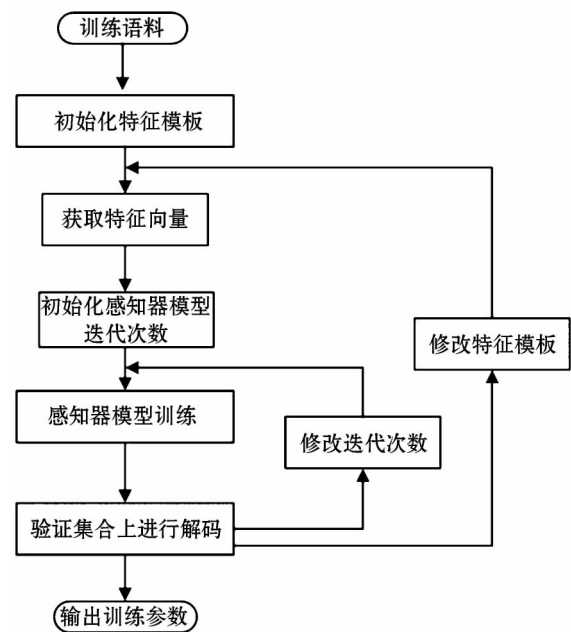 训练语料
初始化特征模板
获取特征向量
初始化感知器模型
迭代次数
修改特征模板
感知器模型训练
修改迭代次数
验证集合上进行解码
输出训练参数